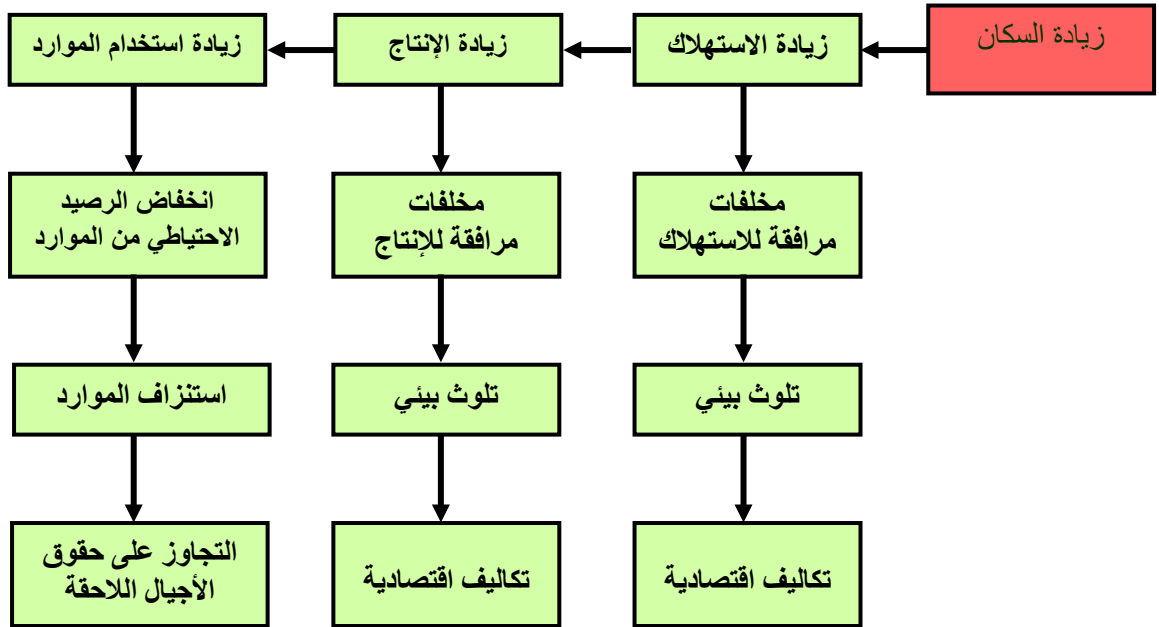 زيادة السكان
زيادة الاستهلاك
زيادة الإنتاج
زيادة استخدام الموارد
مخلفات
مرافقة للاستهلاك
مخلفات
مرافقة للإنتاج
انخفاض الرصيد
الاحتياطي من الموارد
تلوث بيئي
تلوث بيئي
استنزاف الموارد
تكاليف اقتصادية
تكاليف اقتصادية
التجاوز على حقوق
الأجيال اللاحقة